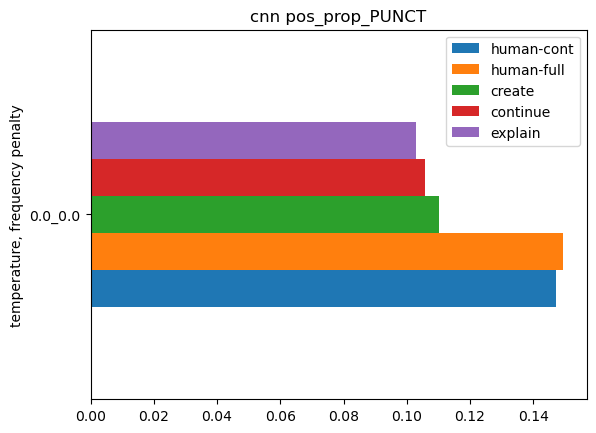 cnn pos_prop_PUNCT
human-cont
human-full
create
continue
explain
temperature, frequency penalty
0.0_0.0
0.00 0.02 0.04 0.06 0.08 0.10 0.12 0.14